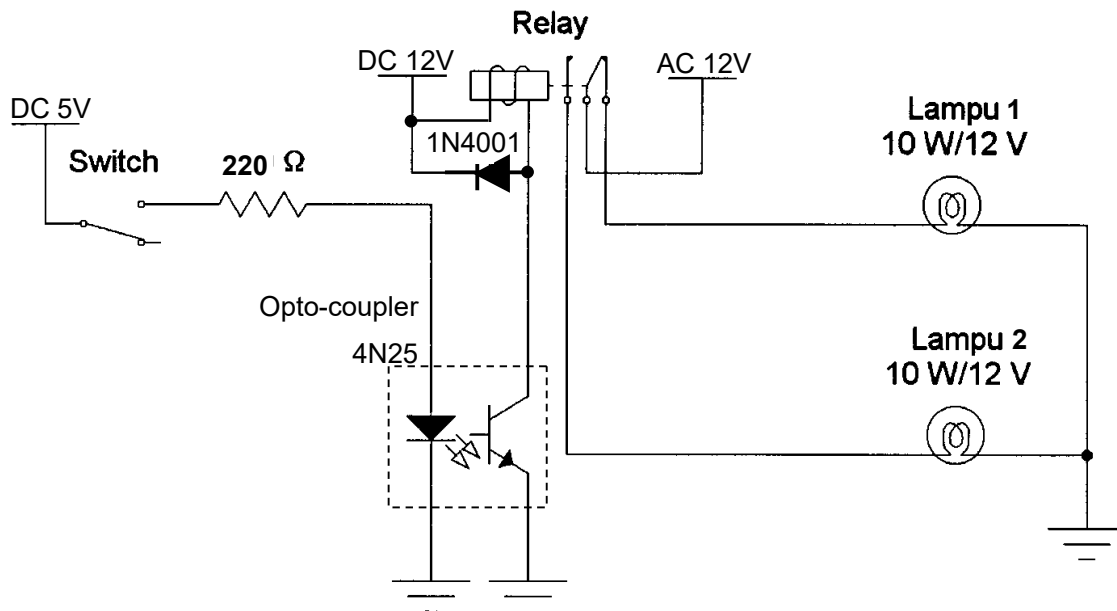 Relay
DC 12V
AC 12V
DC 5V
Lampu 1
10 W/12 V
1N4001
Switch
220 Ω
Opto-coupler
4N25
Lampu 2
10 W/12 V